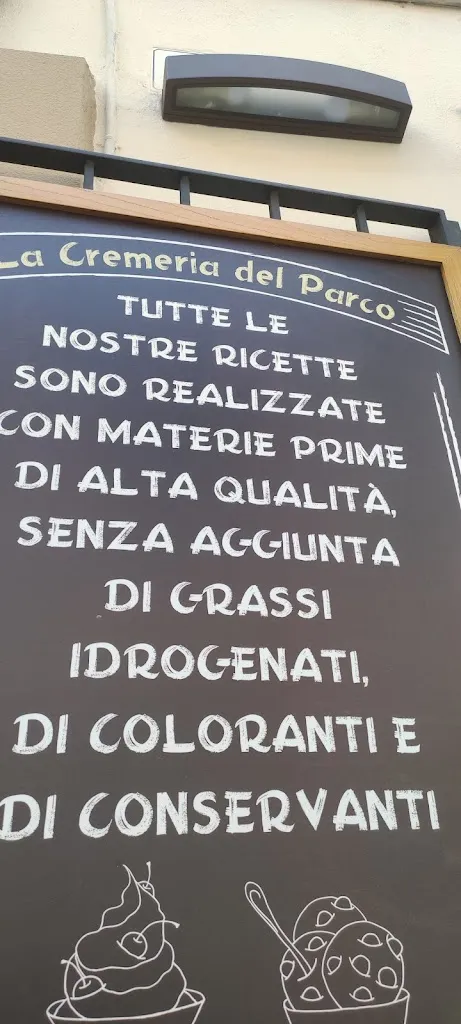 La Cremeria del Parco
TUTTE LE
NOSTRE RICETTE
SONO REALIZZATE
CON MATERIE PRIME
DI ALTA QUALITÀ,
SENZA AGGIUNTA
DI GRASSI
IDROGENATI,
DI COLORANTI E
DI CONSERVANTI